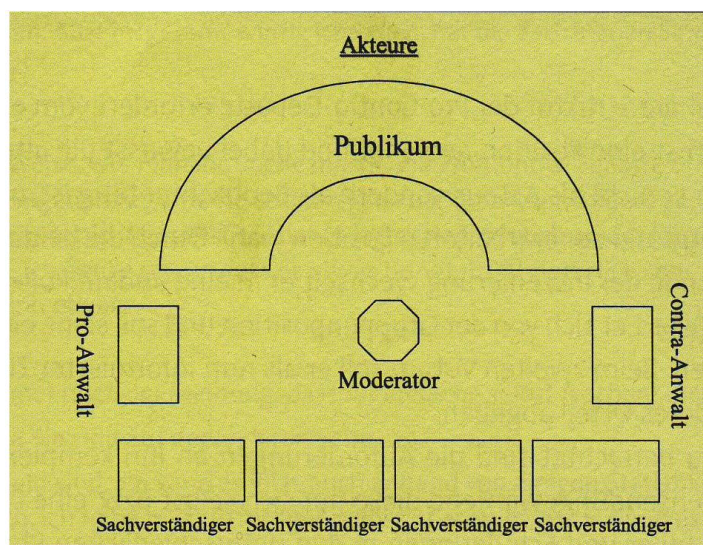 Akteure
Publikum
Pro-Anwalt
Contra-Anwalt
Moderator
Sachverständiger Sachverständiger Sachverständiger Sachverständiger